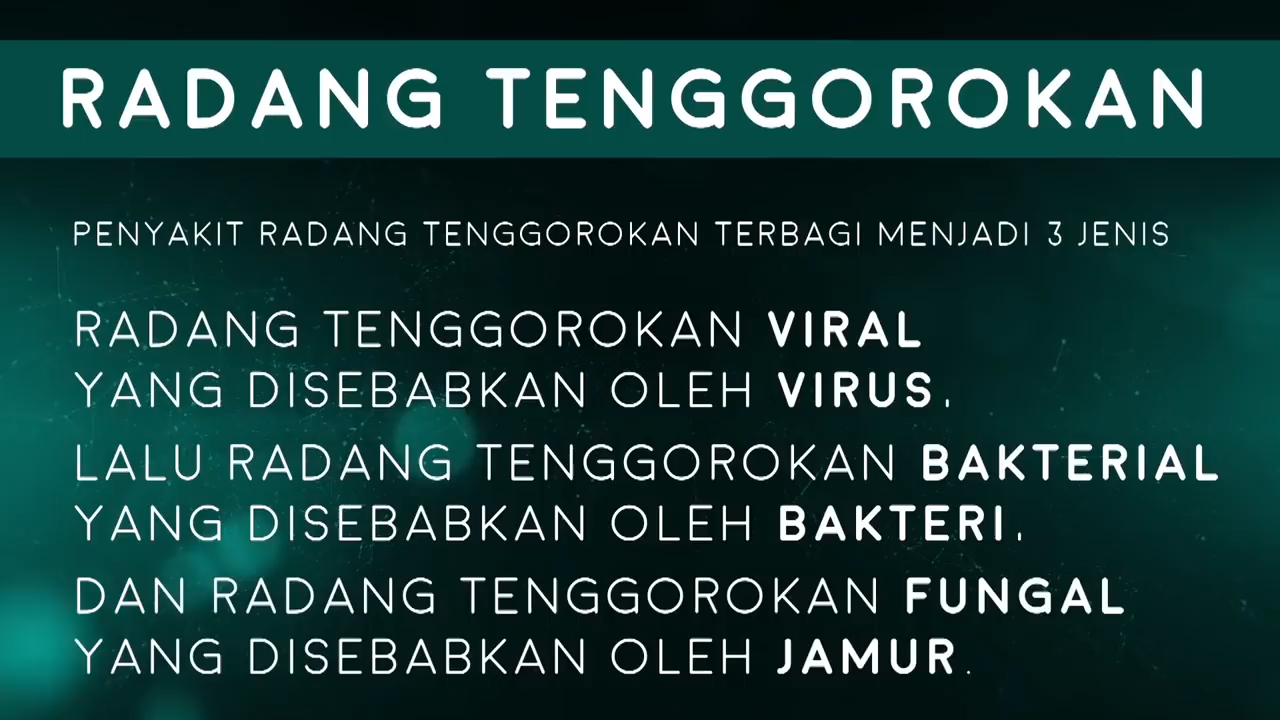 RADANG TENGGOROKAN
PENYAKIT RADANG TENGGOROKAN TERBAGI MENJADI 3 JENIS
RADANG TENGGOROKAN VIRAL
YANG DISEBABKAN OLEH VIRUS.
LALU RADANG TENGGOROKAN BAKTERIAL
YANG DISEBABKAN OLEH BAKTERI.
DAN RADANG TENGGOROKAN FUNGAL
YANG DISEBABKAN OLEH JAMUR.